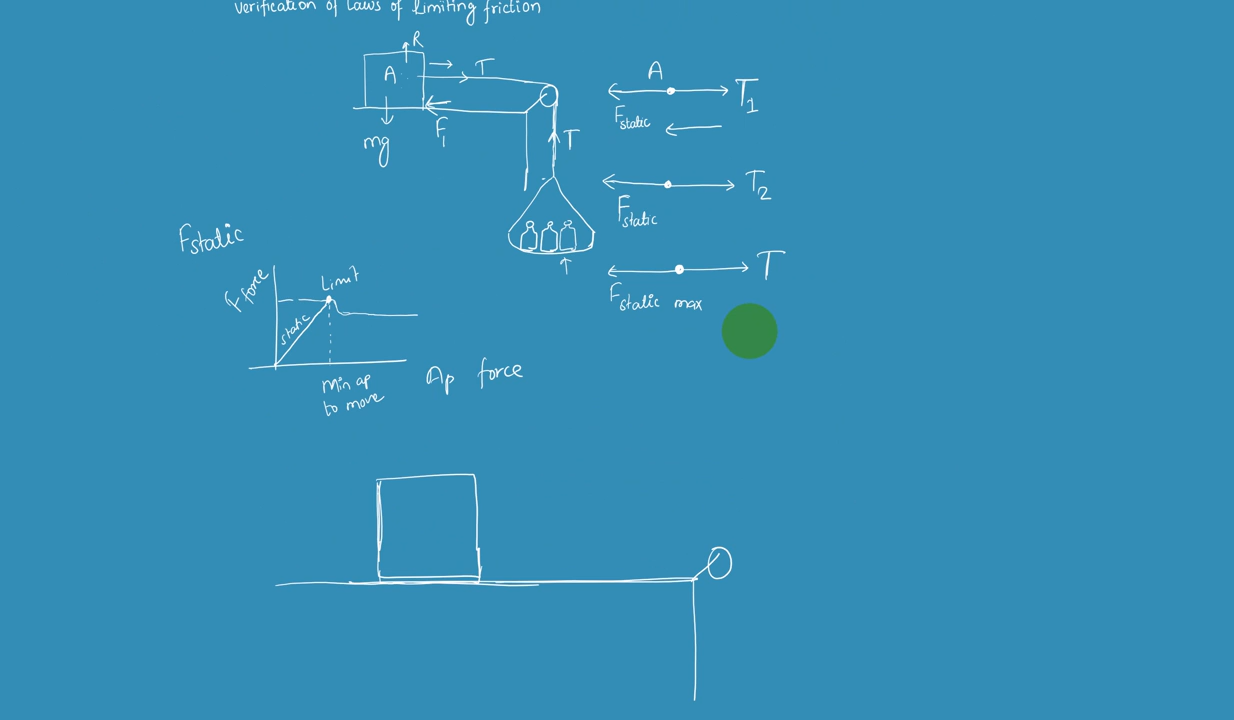 verification of Laws of Limiting friction
R
A
T
F1
mg
T
A
T1
Fstatic
T2
Fstatic
T
Fstatic max
Fstatic
F force
Limit
static
Min ap
to move
Ap force